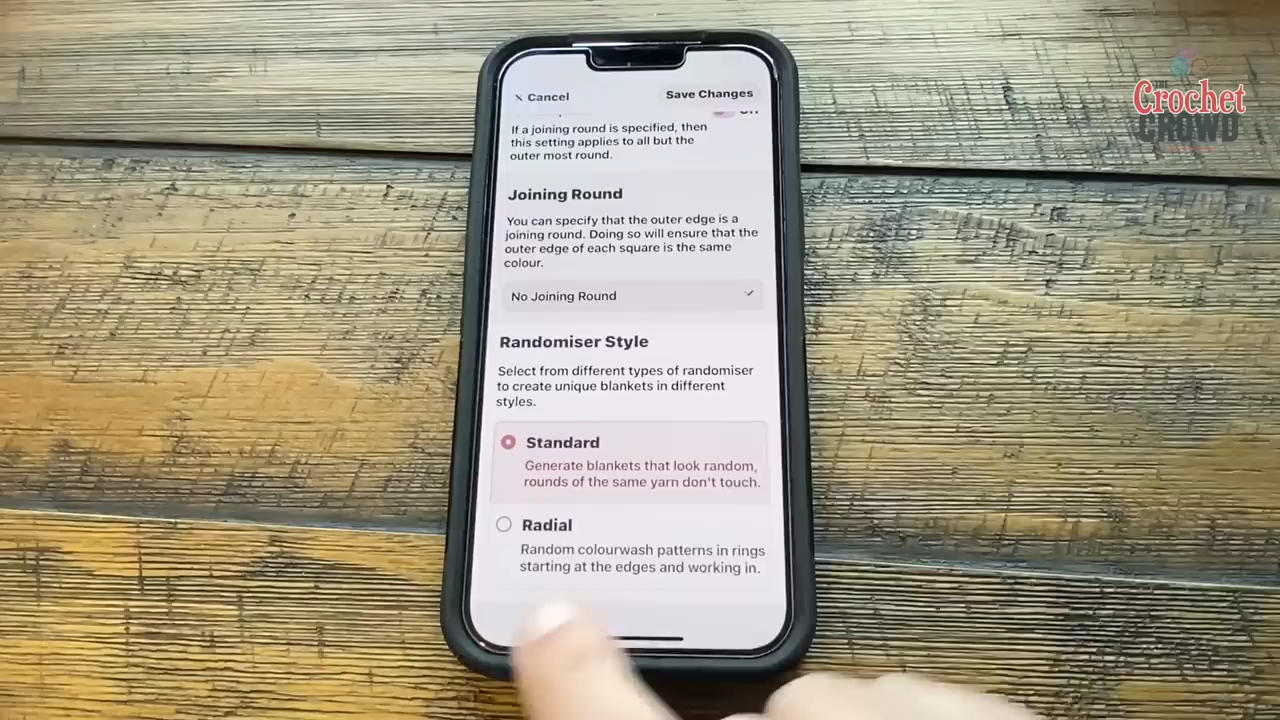 Cancel
Save Changes
If a joining round is specified, then
this setting applies to all but the
outer most round.
Joining Round
You can specify that the outer edge is a
joining round. Doing so will ensure that the
outer edge of each square is the same
colour.
No Joining Round
Randomiser Style
Select from different types of randomiser
to create unique blankets in different
styles.
Standard
Generate blankets that look random,
rounds of the same yarn don't touch.
Radial
Random colourwash patterns in rings
starting at the edges and working in.
THE
Crochet
CROWD